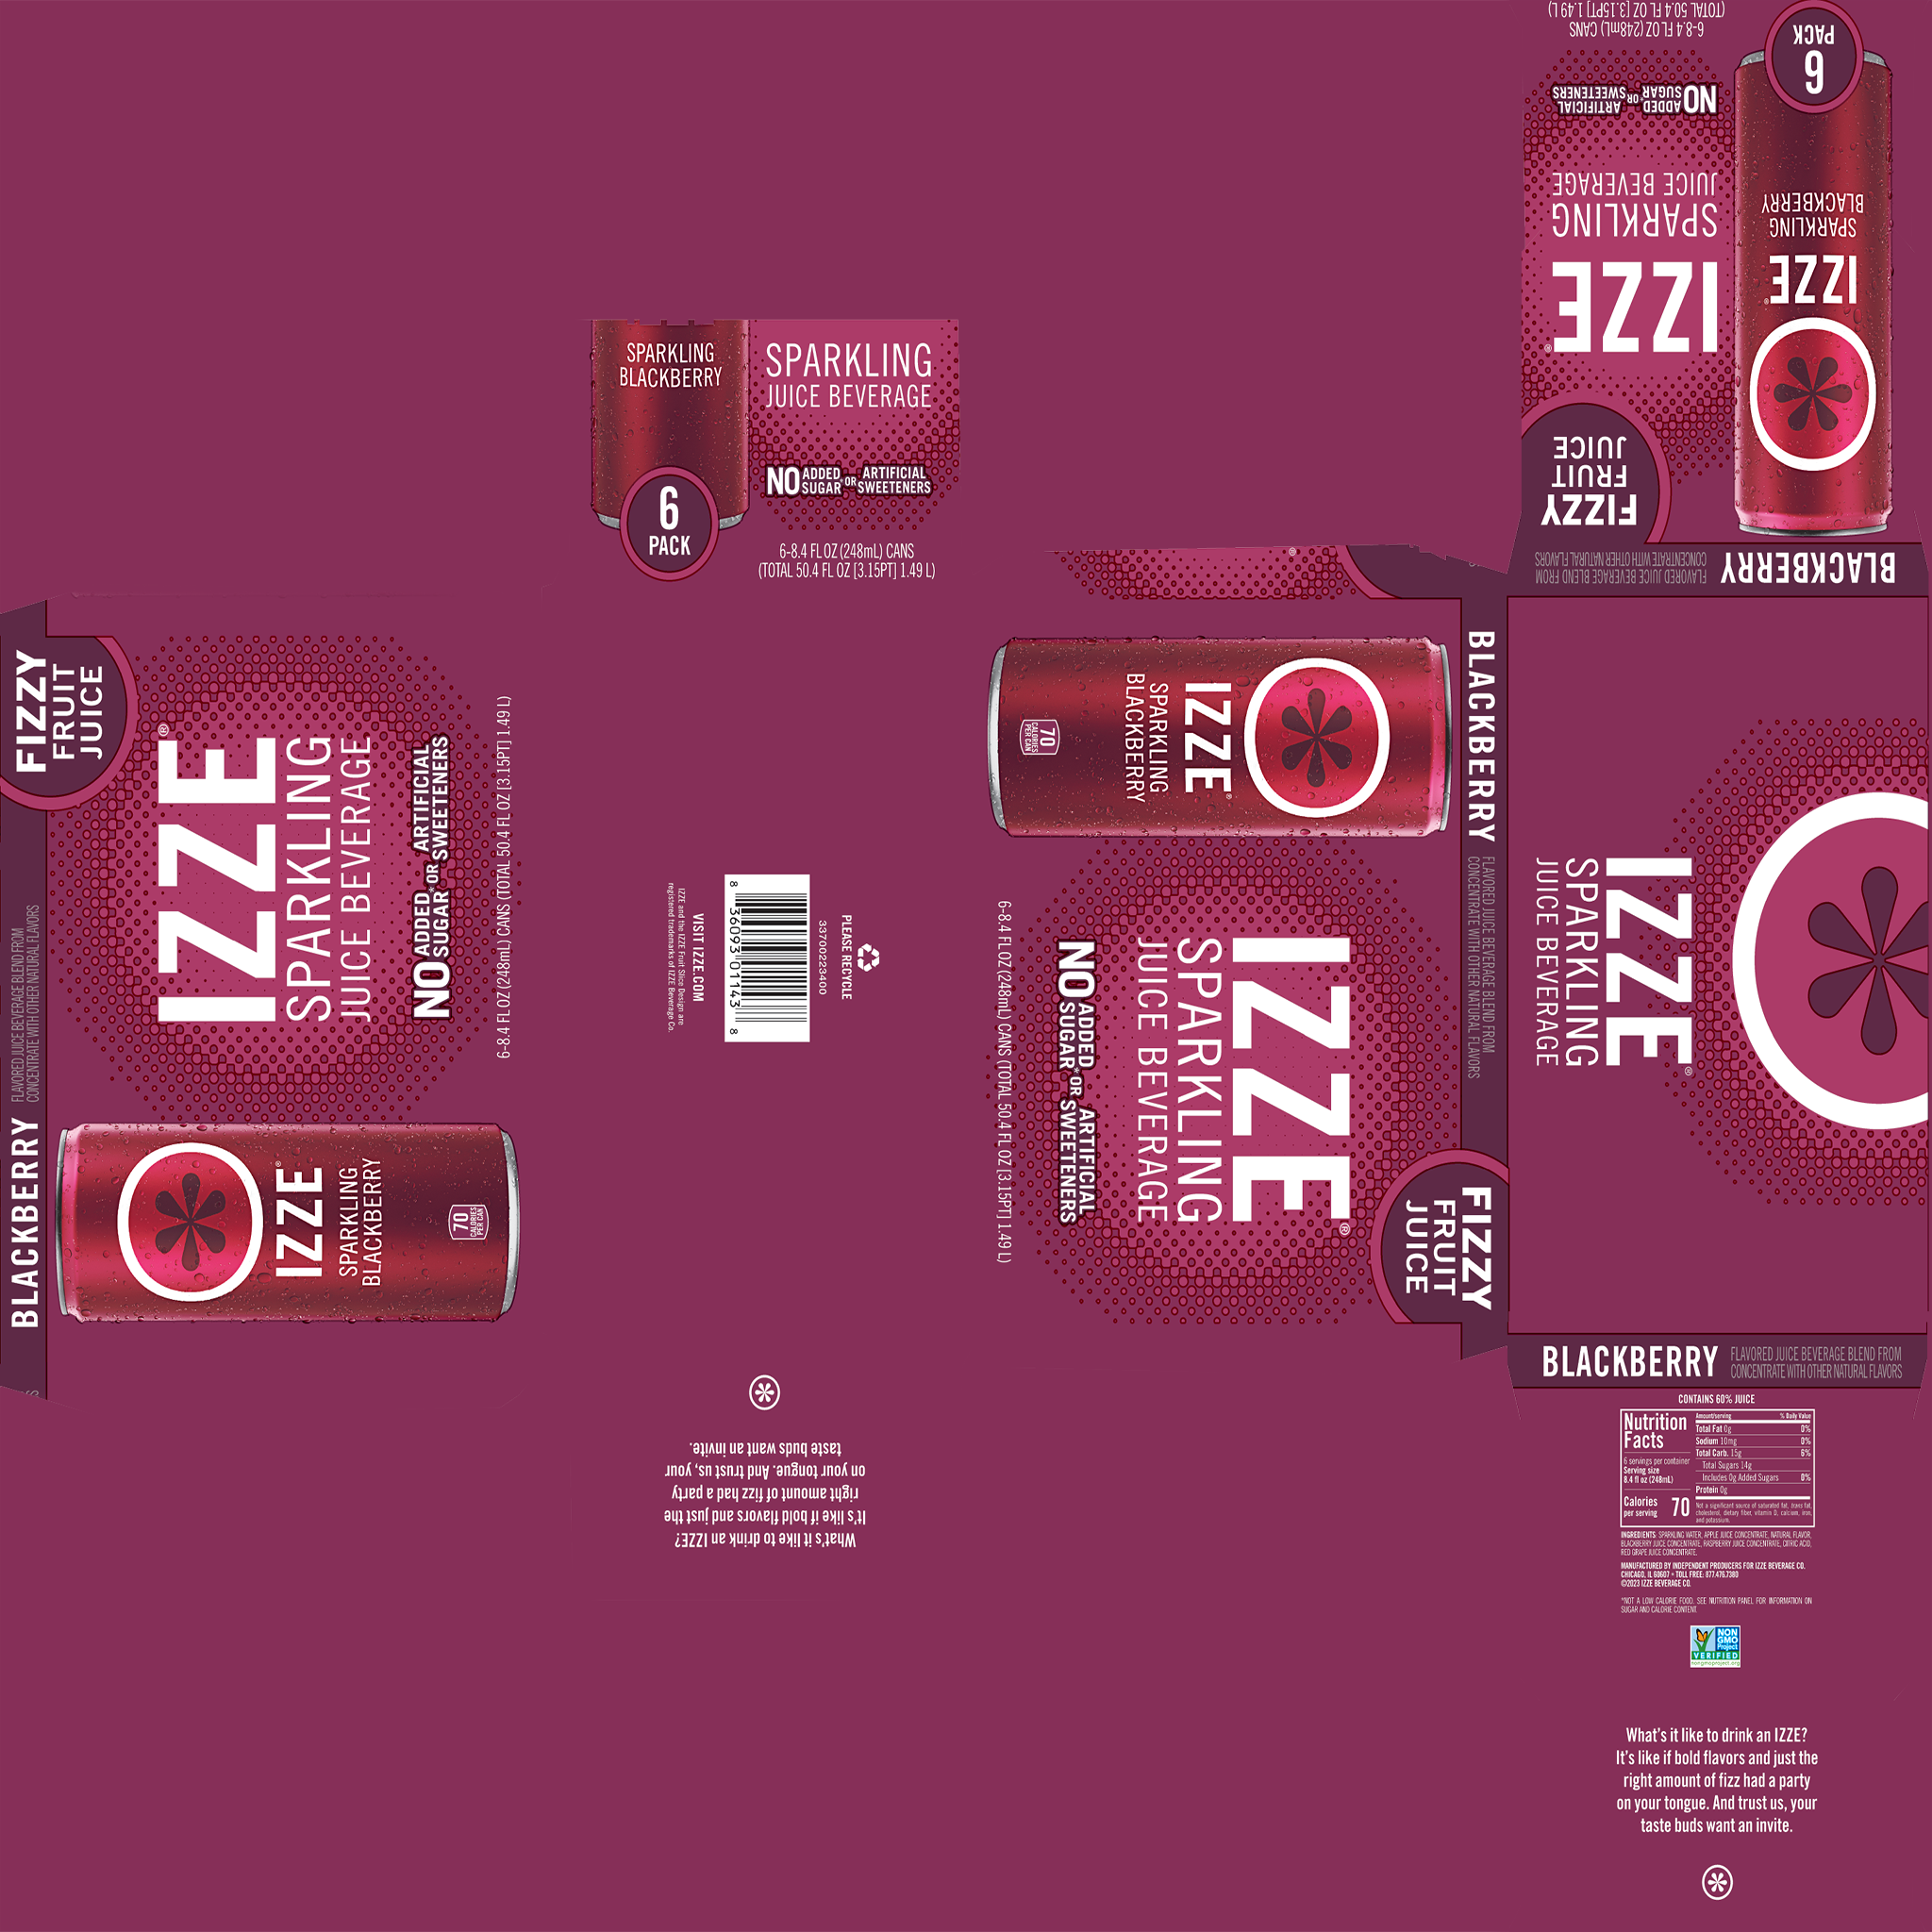 6-8.4 FL OZ (248mL) CANS
(TOTAL 50.4 FL OZ [3.15PT] 1.49 L)
6
PACK
NO ADDED SUGAR* OR ARTIFICIAL SWEETENERS
SPARKLING
JUICE BEVERAGE
IZZE®
SPARKLING
BLACKBERRY
IZZE®
FIZZY
FRUIT
JUICE
BLACKBERRY
FLAVORED JUICE BEVERAGE BLEND FROM
CONCENTRATE WITH OTHER NATURAL FLAVORS
SPARKLING
BLACKBERRY
6
PACK
SPARKLING
JUICE BEVERAGE
NO ADDED SUGAR* OR ARTIFICIAL SWEETENERS
6-8.4 FL OZ (248mL) CANS
(TOTAL 50.4 FL OZ [3.15PT] 1.49 L)
FIZZY
FRUIT
JUICE
IZZE®
SPARKLING
JUICE BEVERAGE
NO ADDED SUGAR* OR ARTIFICIAL SWEETENERS
6-8.4 FL OZ (248mL) CANS (TOTAL 50.4 FL OZ [3.15PT] 1.49 L)
BLACKBERRY
FLAVORED JUICE BEVERAGE BLEND FROM
CONCENTRATE WITH OTHER NATURAL FLAVORS
IZZE®
SPARKLING
BLACKBERRY
70
CALORIES
PER CAN
PLEASE RECYCLE
33700223400
8 36093 01143 8
VISIT IZZE.COM
IZZE and the IZZE Fruit Slice Design are
registered trademarks of IZZE Beverage Co.
What's it like to drink an IZZE?
It's like if bold flavors and just the
right amount of fizz had a party
on your tongue. And trust us, your
taste buds want an invite.
BLACKBERRY
FLAVORED JUICE BEVERAGE BLEND FROM
CONCENTRATE WITH OTHER NATURAL FLAVORS
IZZE®
SPARKLING
BLACKBERRY
70
CALORIES
PER CAN
FIZZY
FRUIT
JUICE
IZZE®
SPARKLING
JUICE BEVERAGE
NO ADDED SUGAR* OR ARTIFICIAL SWEETENERS
6-8.4 FL OZ (248mL) CANS (TOTAL 50.4 FL OZ [3.15PT] 1.49 L)
IZZE®
SPARKLING
JUICE BEVERAGE
BLACKBERRY
FLAVORED JUICE BEVERAGE BLEND FROM
CONCENTRATE WITH OTHER NATURAL FLAVORS
CONTAINS 60% JUICE
Nutrition
Facts
6 servings per container
Serving size
8.4 fl oz (248mL)
Calories
per serving 70
Amount/serving % Daily Value
Total Fat 0g 0%
Sodium 10mg 0%
Total Carb. 15g 6%
Total Sugars 14g
Includes 0g Added Sugars 0%
Protein 0g
Not a significant source of saturated fat, trans fat,
cholesterol, dietary fiber, vitamin D, calcium, iron,
and potassium.
INGREDIENTS: SPARKLING WATER, APPLE JUICE CONCENTRATE, NATURAL FLAVOR,
BLACKBERRY JUICE CONCENTRATE, RASPBERRY JUICE CONCENTRATE, CITRIC ACID,
RED GRAPE JUICE CONCENTRATE.
MANUFACTURED BY INDEPENDENT PRODUCERS FOR IZZE BEVERAGE CO.
CHICAGO, IL 60607 • TOLL FREE: 877.476.7380
©2023 IZZE BEVERAGE CO.
*NOT A LOW CALORIE FOOD. SEE NUTRITION PANEL FOR INFORMATION ON
SUGAR AND CALORIE CONTENT.
NON
GMO
Project
VERIFIED
nongmoproject.org
What's it like to drink an IZZE?
It's like if bold flavors and just the
right amount of fizz had a party
on your tongue. And trust us, your
taste buds want an invite.